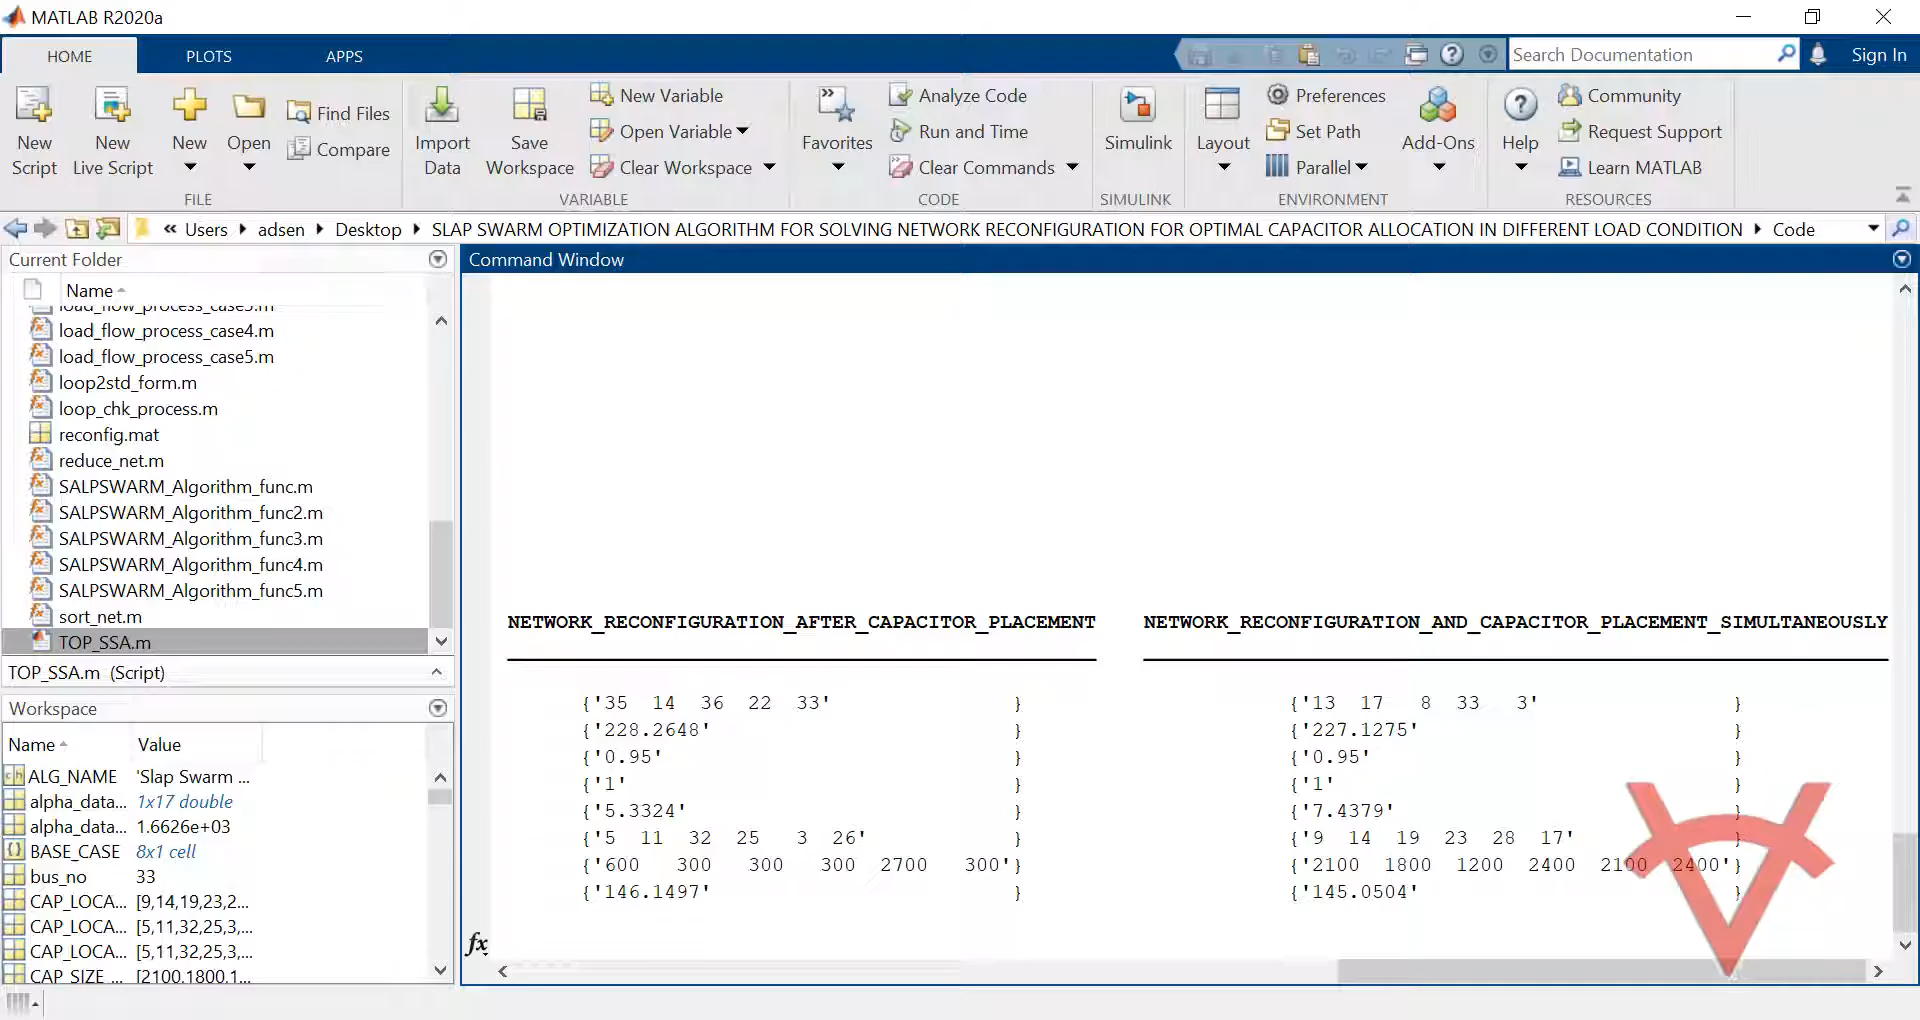 MATLAB R2020a
HOME
PLOTS
APPS
Search Documentation
Sign In
New Script
New Live Script
New
Open
Find Files
Compare
FILE
Import Data
Save Workspace
New Variable
Open Variable
Clear Workspace
VARIABLE
Favorites
Analyze Code
Run and Time
Clear Commands
CODE
Simulink
SIMULINK
Layout
Preferences
Set Path
Parallel
Add-Ons
ENVIRONMENT
Help
Community
Request Support
Learn MATLAB
RESOURCES
« Users ▸ adsen ▸ Desktop ▸ SLAP SWARM OPTIMIZATION ALGORITHM FOR SOLVING NETWORK RECONFIGURATION FOR OPTIMAL CAPACITOR ALLOCATION IN DIFFERENT LOAD CONDITION ▸ Code
Current Folder
Name
load_flow_process_case4.m
load_flow_process_case5.m
loop2std_form.m
loop_chk_process.m
reconfig.mat
reduce_net.m
SALPSWARM_Algorithm_func.m
SALPSWARM_Algorithm_func2.m
SALPSWARM_Algorithm_func3.m
SALPSWARM_Algorithm_func4.m
SALPSWARM_Algorithm_func5.m
sort_net.m
TOP_SSA.m
TOP_SSA.m (Script)
Workspace
Name Value
ALG_NAME 'Slap Swarm ...
alpha_data... 1x17 double
alpha_data... 1.6626e+03
BASE_CASE 8x1 cell
bus_no 33
CAP_LOCA... [9,14,19,23,2...
CAP_LOCA... [5,11,32,25,3,...
CAP_LOCA... [5,11,32,25,3,...
CAP_SIZE_... [2100,1800,1...
Command Window
NETWORK_RECONFIGURATION_AFTER_CAPACITOR_PLACEMENT NETWORK_RECONFIGURATION_AND_CAPACITOR_PLACEMENT_SIMULTANEOUSLY
{'35 14 36 22 33' } {'13 17 8 33 3' }
{'228.2648' } {'227.1275' }
{'0.95' } {'0.95' }
{'1' } {'1' }
{'5.3324' } {'7.4379' }
{'5 11 32 25 3 26' } {'9 14 19 23 28 17' }
{'600 300 300 300 2700 300'} {'2100 1800 1200 2400 2100 2400'}
{'146.1497' } {'145.0504' }
fx